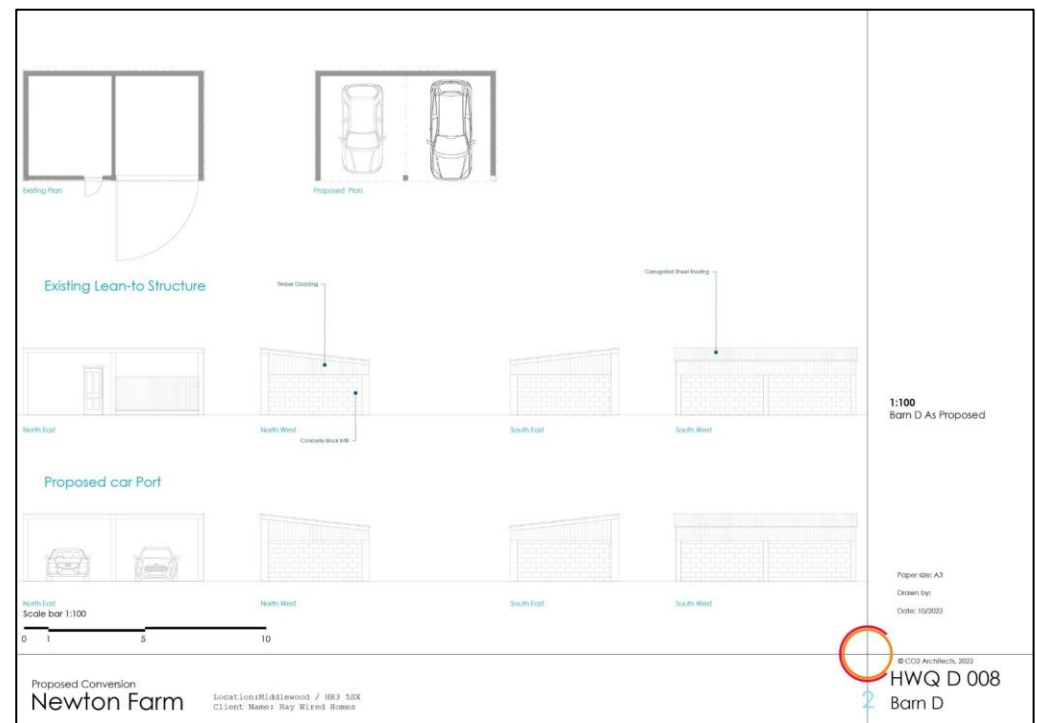 Existing Plan
Proposed Plan
Existing Lean-to Structure
Timber Cladding
Corrugated Sheet Roofing
North East
North West
South East
South West
Concrete Block Infill
1:100
Barn D As Proposed
Proposed car Port
North East
North West
South East
South West
Scale bar 1:100
0 1 5 10
Paper size: A3
Drawn by:
Date: 10/2022
Proposed Conversion
Newton Farm
Location:Middlewood / HR3 5SX
Client Name: Hay Wired Homes
2
© CO2 Architects, 2022
HWQ D 008
Barn D